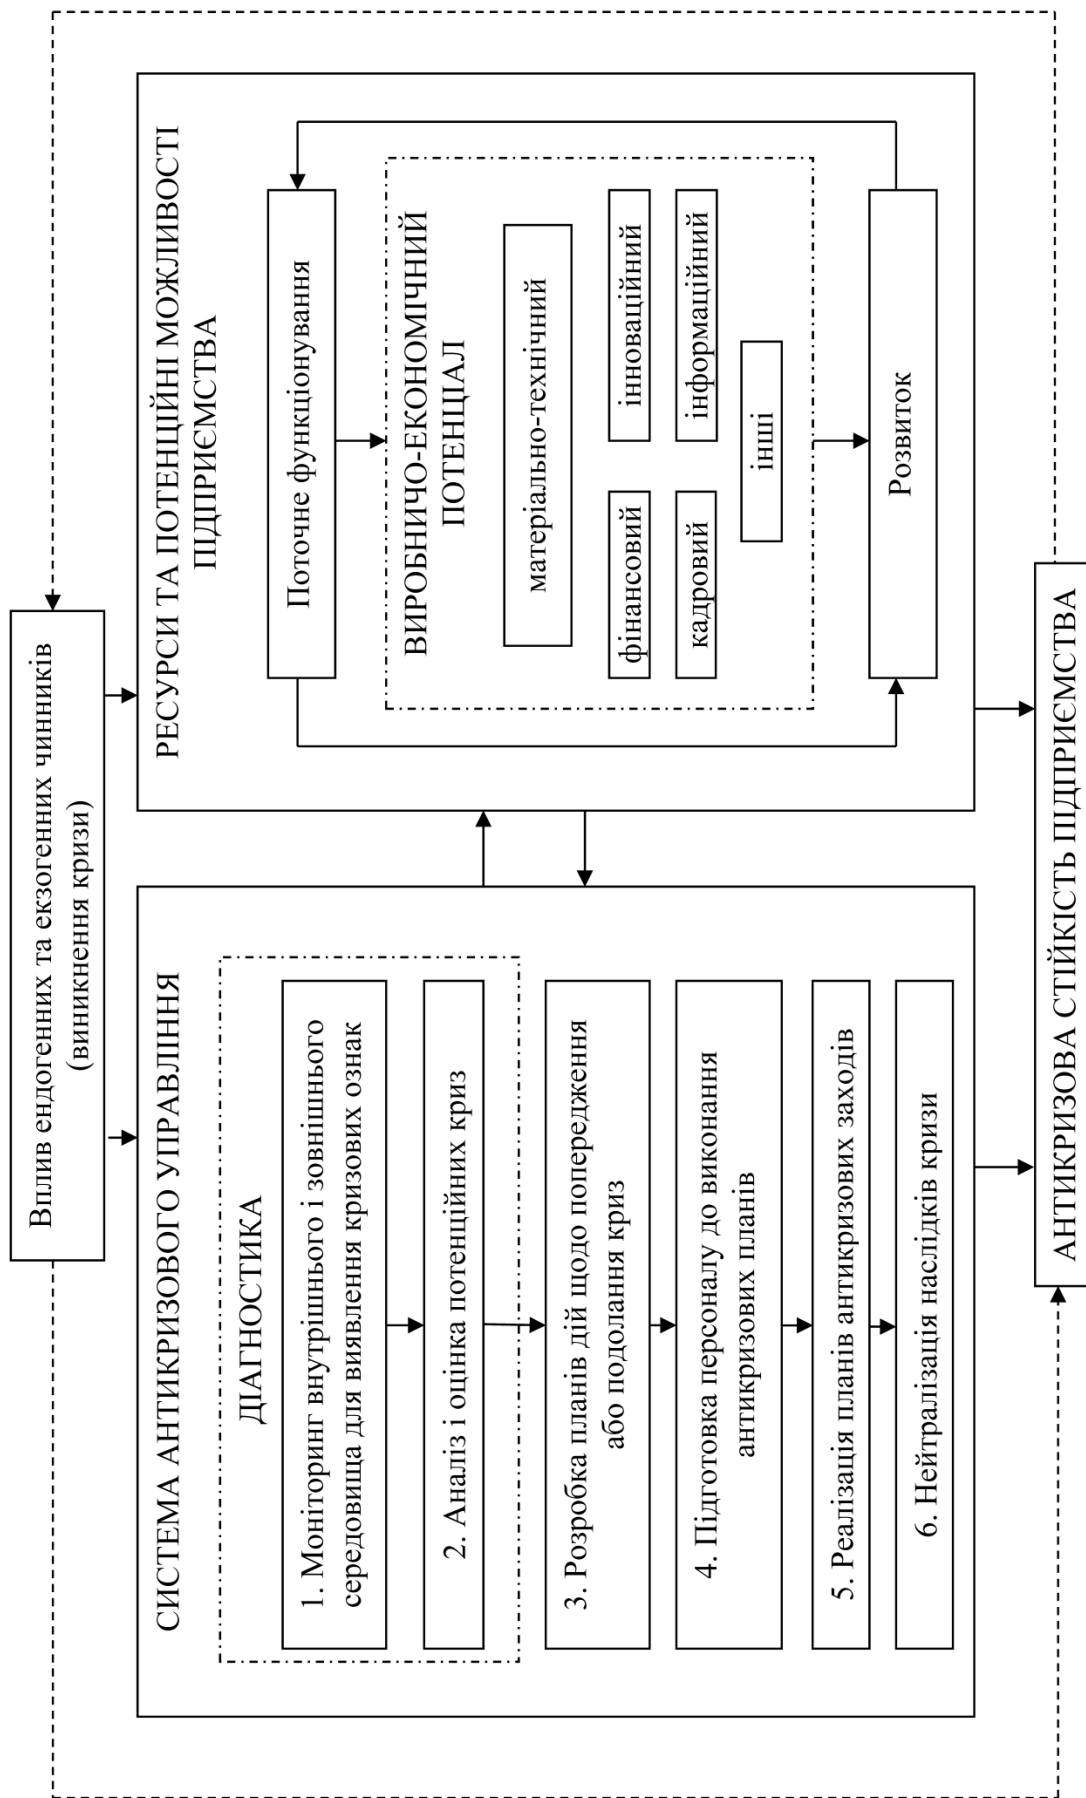 Вплив ендогенних та екзогенних чинників
(виникнення кризи)
СИСТЕМА АНТИКРИЗОВОГО УПРАВЛІННЯ
ДІАГНОСТИКА
1. Моніторинг внутрішнього і зовнішнього
середовища для виявлення кризових ознак
2. Аналіз і оцінка потенційних криз
3. Розробка планів дій щодо попередження
або подолання криз
4. Підготовка персоналу до виконання
антикризових планів
5. Реалізація планів антикризових заходів
6. Нейтралізація наслідків кризи
РЕСУРСИ ТА ПОТЕНЦІЙНІ МОЖЛИВОСТІ
ПІДПРИЄМСТВА
Поточне функціонування
ВИРОБНИЧО-ЕКОНОМІЧНИЙ
ПОТЕНЦІАЛ
матеріально-технічний
фінансовий
інноваційний
кадровий
інформаційний
інші
Розвиток
АНТИКРИЗОВА СТІЙКІСТЬ ПІДПРИЄМСТВА